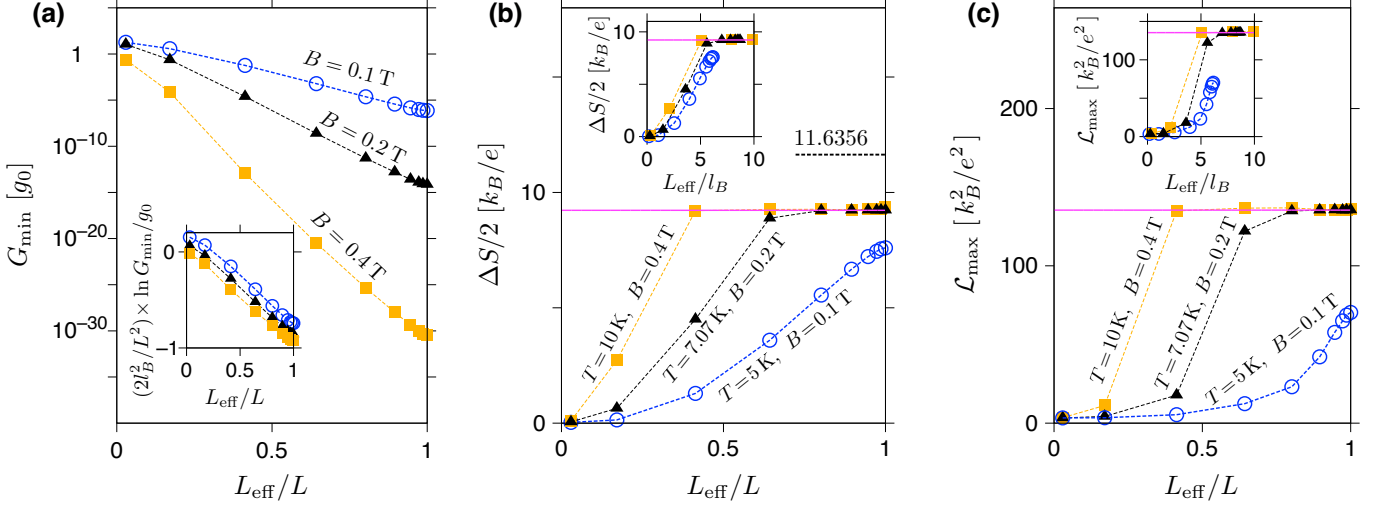 (a)
G_min [g_0]
1
10^−10
10^−20
10^−30
B = 0.1 T
B = 0.2 T
B = 0.4 T
(2l_B^2/L^2) × ln G_min/g_0
0
−1
0 0.5 1
L_eff/L
0 0.5 1
L_eff/L
(b)
ΔS/2 [k_B/e]
10
0
ΔS/2 [k_B/e]
10
0
0 5 10
L_eff/l_B
11.6356
T = 10 K, B = 0.4 T
T = 7.07 K, B = 0.2 T
T = 5 K, B = 0.1 T
0 0.5 1
L_eff/L
(c)
ℒ_max [k_B^2/e^2]
200
100
0
ℒ_max [k_B^2/e^2]
100
0
0 5 10
L_eff/l_B
T = 10 K, B = 0.4 T
T = 7.07 K, B = 0.2 T
T = 5 K, B = 0.1 T
0 0.5 1
L_eff/L